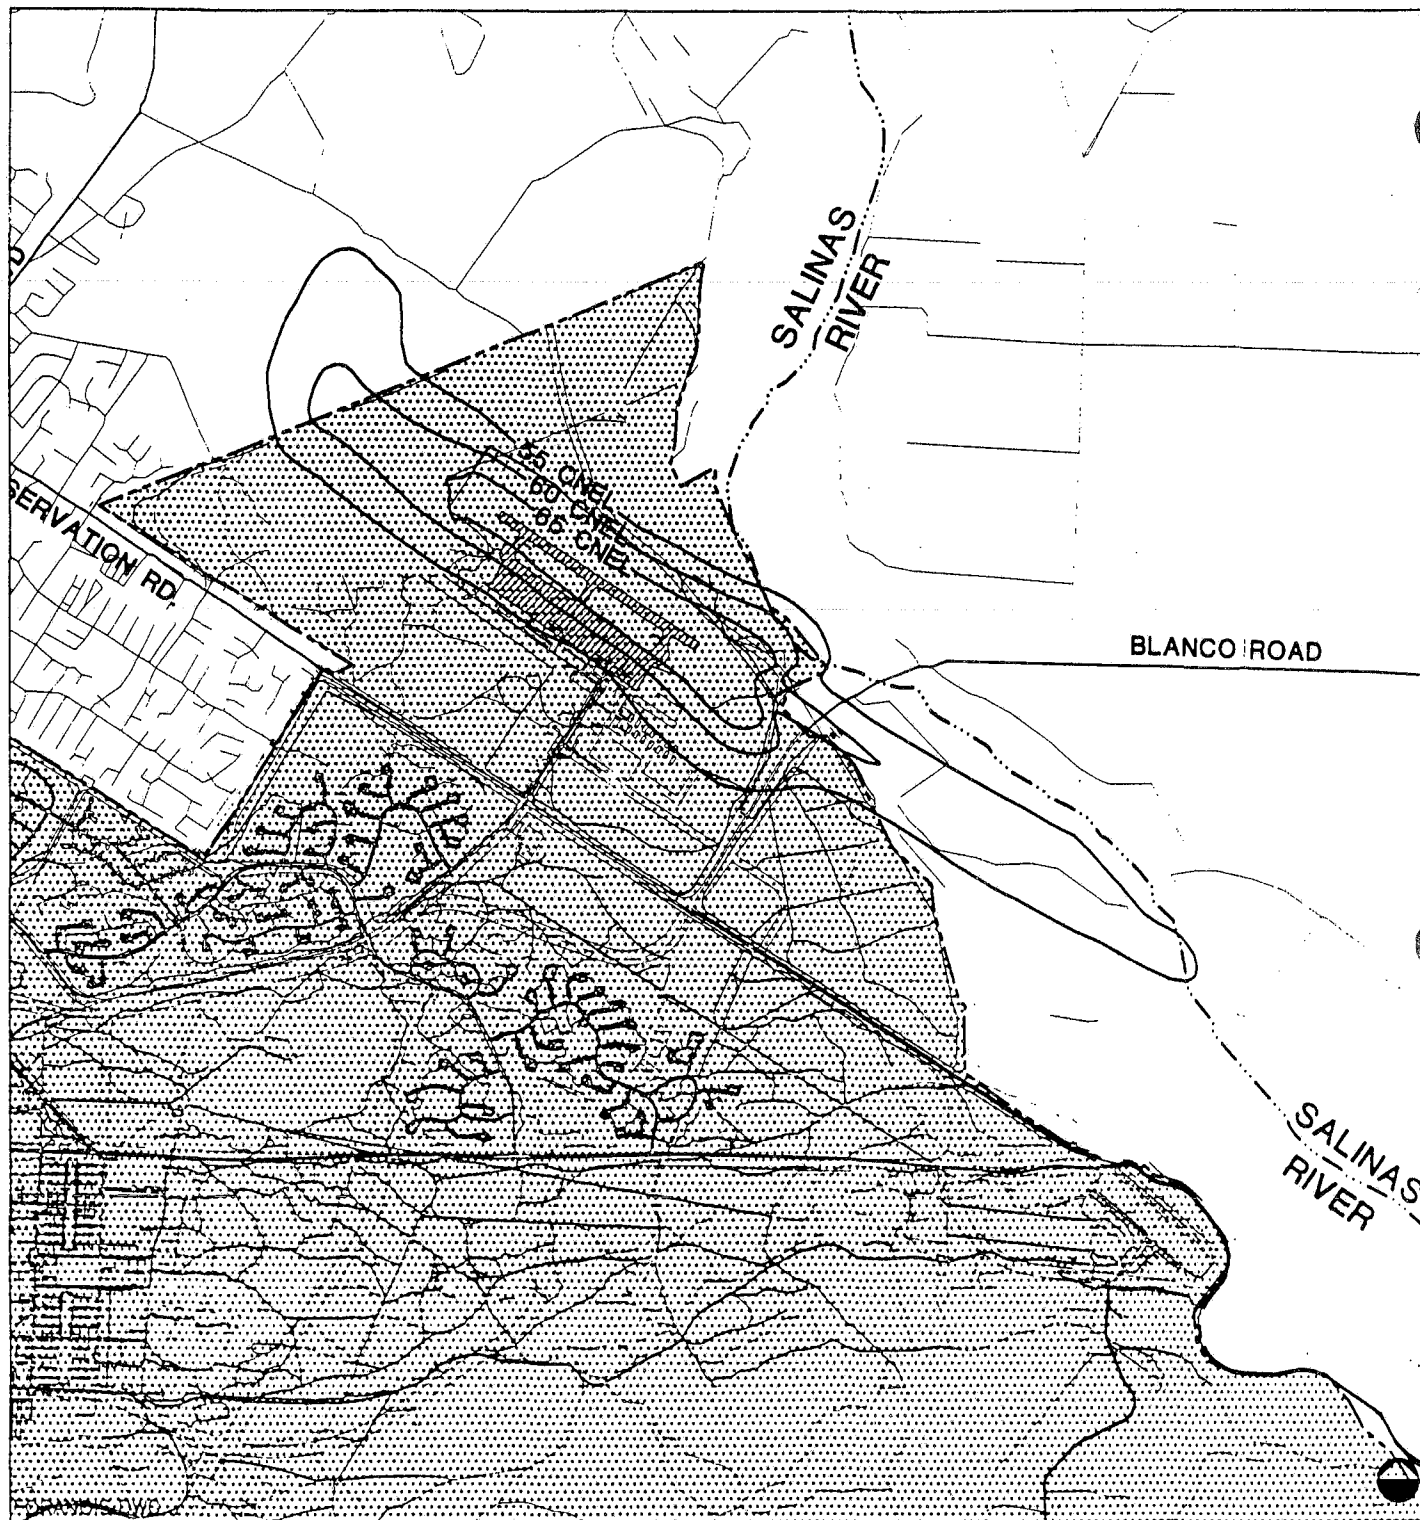 SALINAS
RIVER
55 CNEL
60 CNEL
65 CNEL
SERVATION RD.
BLANCO ROAD
SALINAS
RIVER